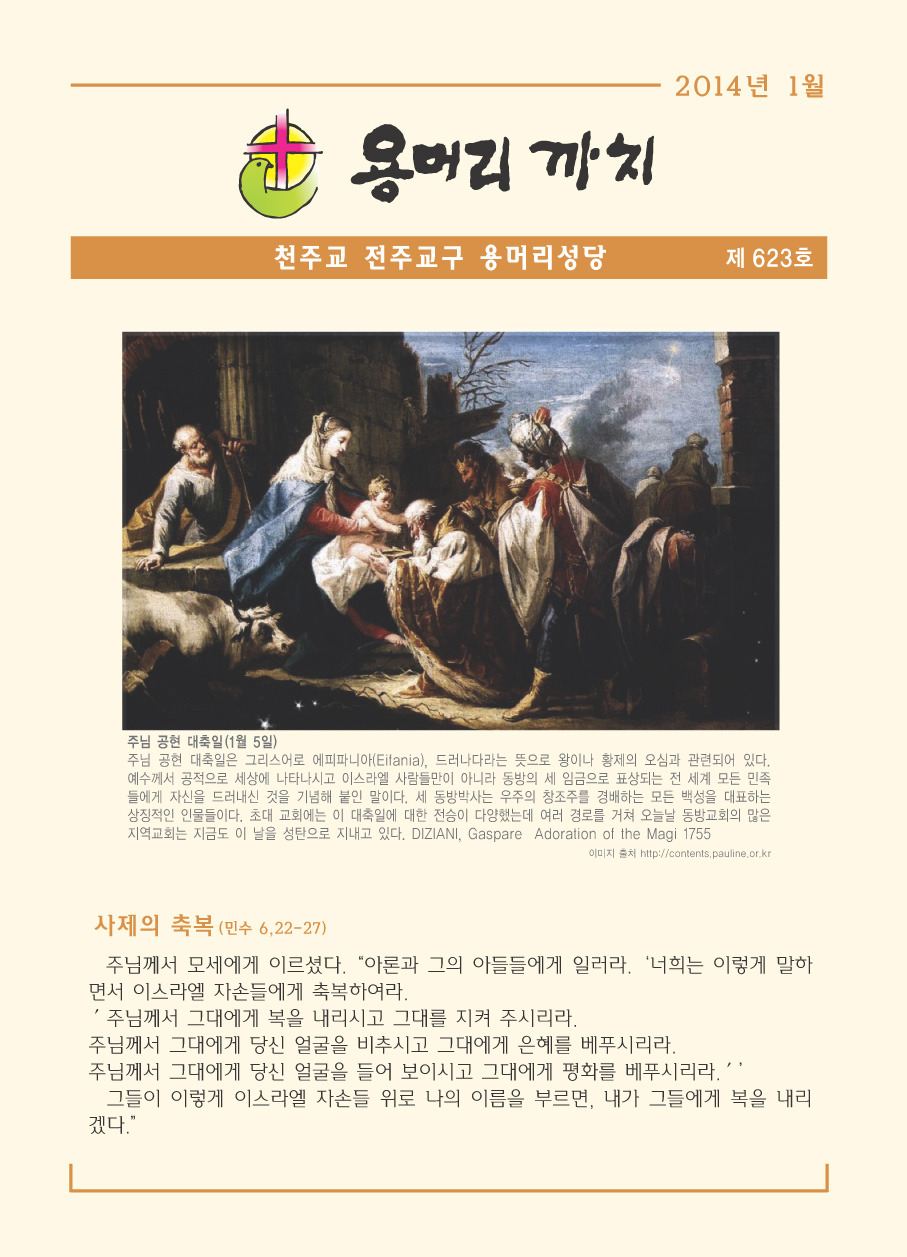 2014년 1월
용머리 까치
천주교 전주교구 용머리성당 제 623호
주님 공현 대축일(1월 5일)
주님 공현 대축일은 그리스어로 에피파니아(Eifania), 드러나다라는 뜻으로 왕이나 황제의 오심과 관련되어 있다.
예수께서 공적으로 세상에 나타나시고 이스라엘 사람들만이 아니라 동방의 세 임금으로 표상되는 전 세계 모든 민족
들에게 자신을 드러내신 것을 기념해 붙인 말이다. 세 동방박사는 우주의 창조주를 경배하는 모든 백성을 대표하는
상징적인 인물들이다. 초대 교회에는 이 대축일에 대한 전승이 다양했는데 여러 경로를 거쳐 오늘날 동방교회의 많은
지역교회는 지금도 이 날을 성탄으로 지내고 있다. DIZIANI, Gaspare Adoration of the Magi 1755
이미지 출처 http://contents.pauline.or.kr
사제의 축복 (민수 6,22-27)
주님께서 모세에게 이르셨다. “아론과 그의 아들들에게 일러라. ‘너희는 이렇게 말하
면서 이스라엘 자손들에게 축복하여라.
′주님께서 그대에게 복을 내리시고 그대를 지켜 주시리라.
주님께서 그대에게 당신 얼굴을 비추시고 그대에게 은혜를 베푸시리라.
주님께서 그대에게 당신 얼굴을 들어 보이시고 그대에게 평화를 베푸시리라.′’
그들이 이렇게 이스라엘 자손들 위로 나의 이름을 부르면, 내가 그들에게 복을 내리
겠다.”